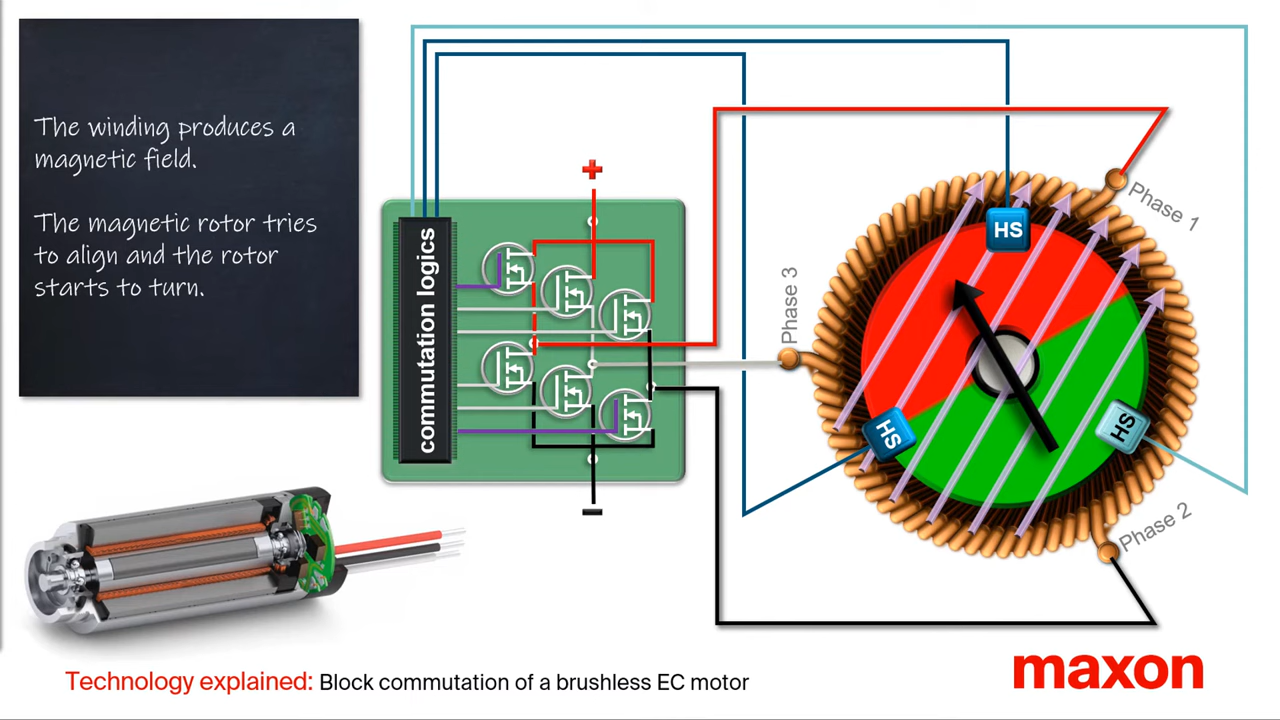 The winding produces a
magnetic field.
The magnetic rotor tries
to align and the rotor
starts to turn.
commutation logics
+
−
Phase 3
Phase 1
Phase 2
HS
HS
HS
Technology explained: Block commutation of a brushless EC motor
maxon